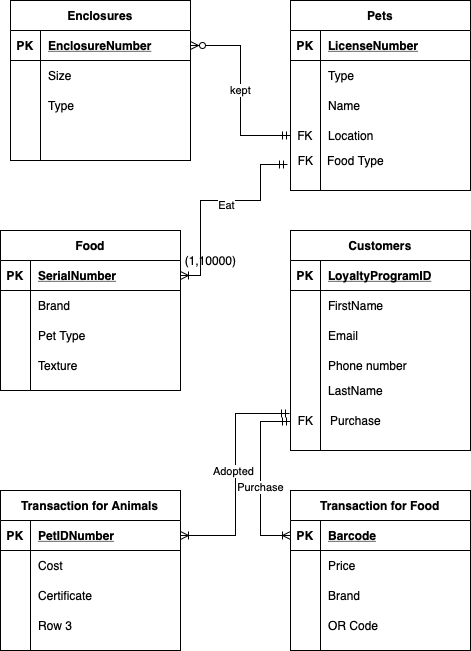 Enclosures
PK EnclosureNumber
Size
Type
Pets
PK LicenseNumber
Type
Name
FK Location
FK Food Type
kept
Eat
(1,10000)
Food
PK SerialNumber
Brand
Pet Type
Texture
Customers
PK LoyaltyProgramID
FirstName
Email
Phone number
LastName
FK Purchase
Adopted
Purchase
Transaction for Animals
PK PetIDNumber
Cost
Certificate
Row 3
Transaction for Food
PK Barcode
Price
Brand
OR Code